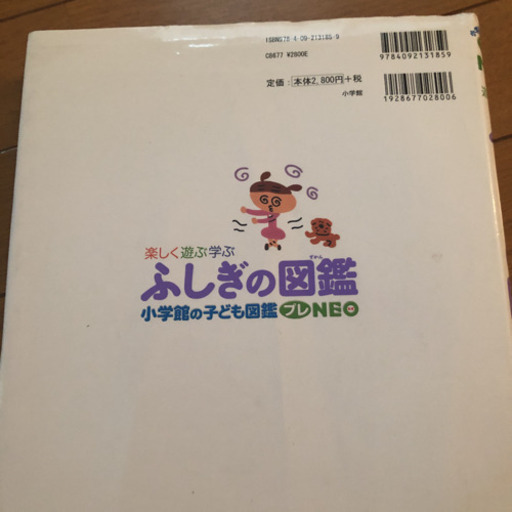 ISBN978-4-09-213185-9
C8677 ¥2800E
定価：本体2,800円+税
小学館
9784092131859
1928677028006
楽しく遊ぶ学ぶ
ふしぎの図鑑
ずかん
小学館の子ども図鑑 プレNEO